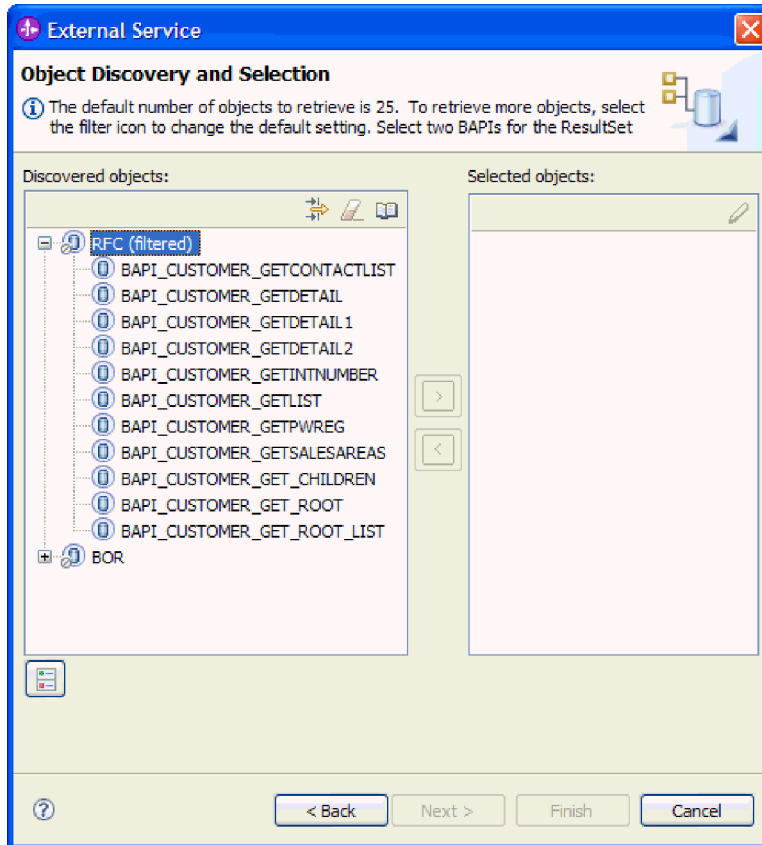 External Service
Object Discovery and Selection
The default number of objects to retrieve is 25. To retrieve more objects, select
the filter icon to change the default setting. Select two BAPIs for the ResultSet
Discovered objects:
Selected objects:
RFC (filtered)
BAPI_CUSTOMER_GETCONTACTLIST
BAPI_CUSTOMER_GETDETAIL
BAPI_CUSTOMER_GETDETAIL1
BAPI_CUSTOMER_GETDETAIL2
BAPI_CUSTOMER_GETINTNUMBER
BAPI_CUSTOMER_GETLIST
BAPI_CUSTOMER_GETPWREG
BAPI_CUSTOMER_GETSALESAREAS
BAPI_CUSTOMER_GET_CHILDREN
BAPI_CUSTOMER_GET_ROOT
BAPI_CUSTOMER_GET_ROOT_LIST
BOR
>
<
?
< Back
Next >
Finish
Cancel